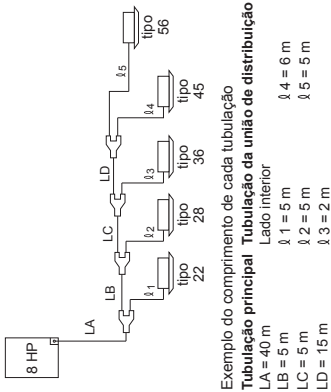 8 HP
LA
LB
LC
LD
ℓ1
ℓ2
ℓ3
ℓ4
ℓ5
tipo
22
tipo
28
tipo
36
tipo
45
tipo
56
Exemplo do comprimento de cada tubulação
Tubulação principal Tubulação da união de distribuição
Lado interior
LA = 40 m ℓ 1 = 5 m ℓ 4 = 6 m
LB = 5 m ℓ 2 = 5 m ℓ 5 = 5 m
LC = 5 m ℓ 3 = 2 m
LD = 15 m